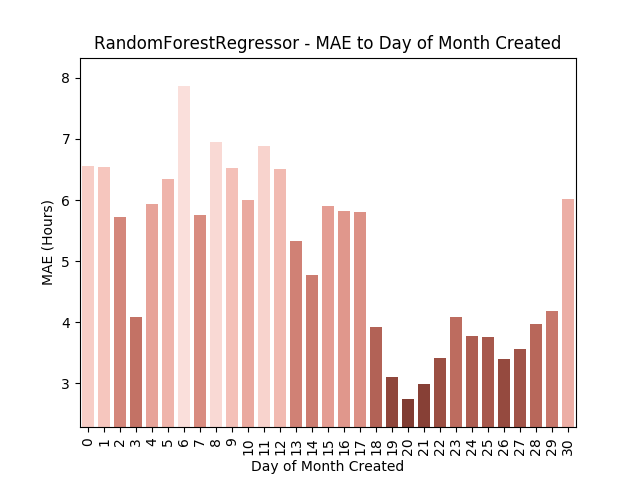 RandomForestRegressor - MAE to Day of Month Created
8
7
6
5
4
3
MAE (Hours)
0 1 2 3 4 5 6 7 8 9 10 11 12 13 14 15 16 17 18 19 20 21 22 23 24 25 26 27 28 29 30
Day of Month Created